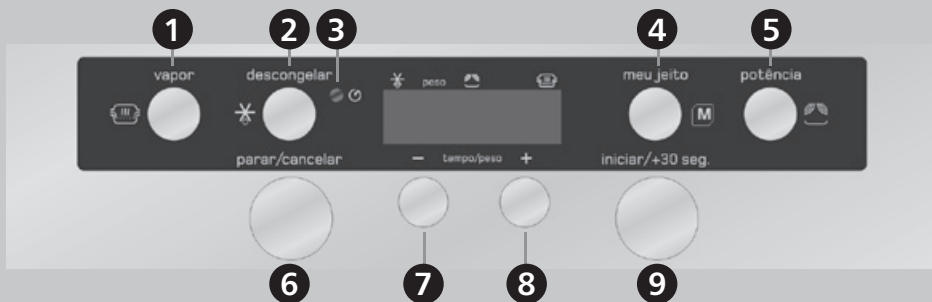 1 2 3 4 5
vapor descongelar peso meu jeito potência
M
parar/cancelar – tempo/peso + iniciar/+30 seg.
6 7 8 9